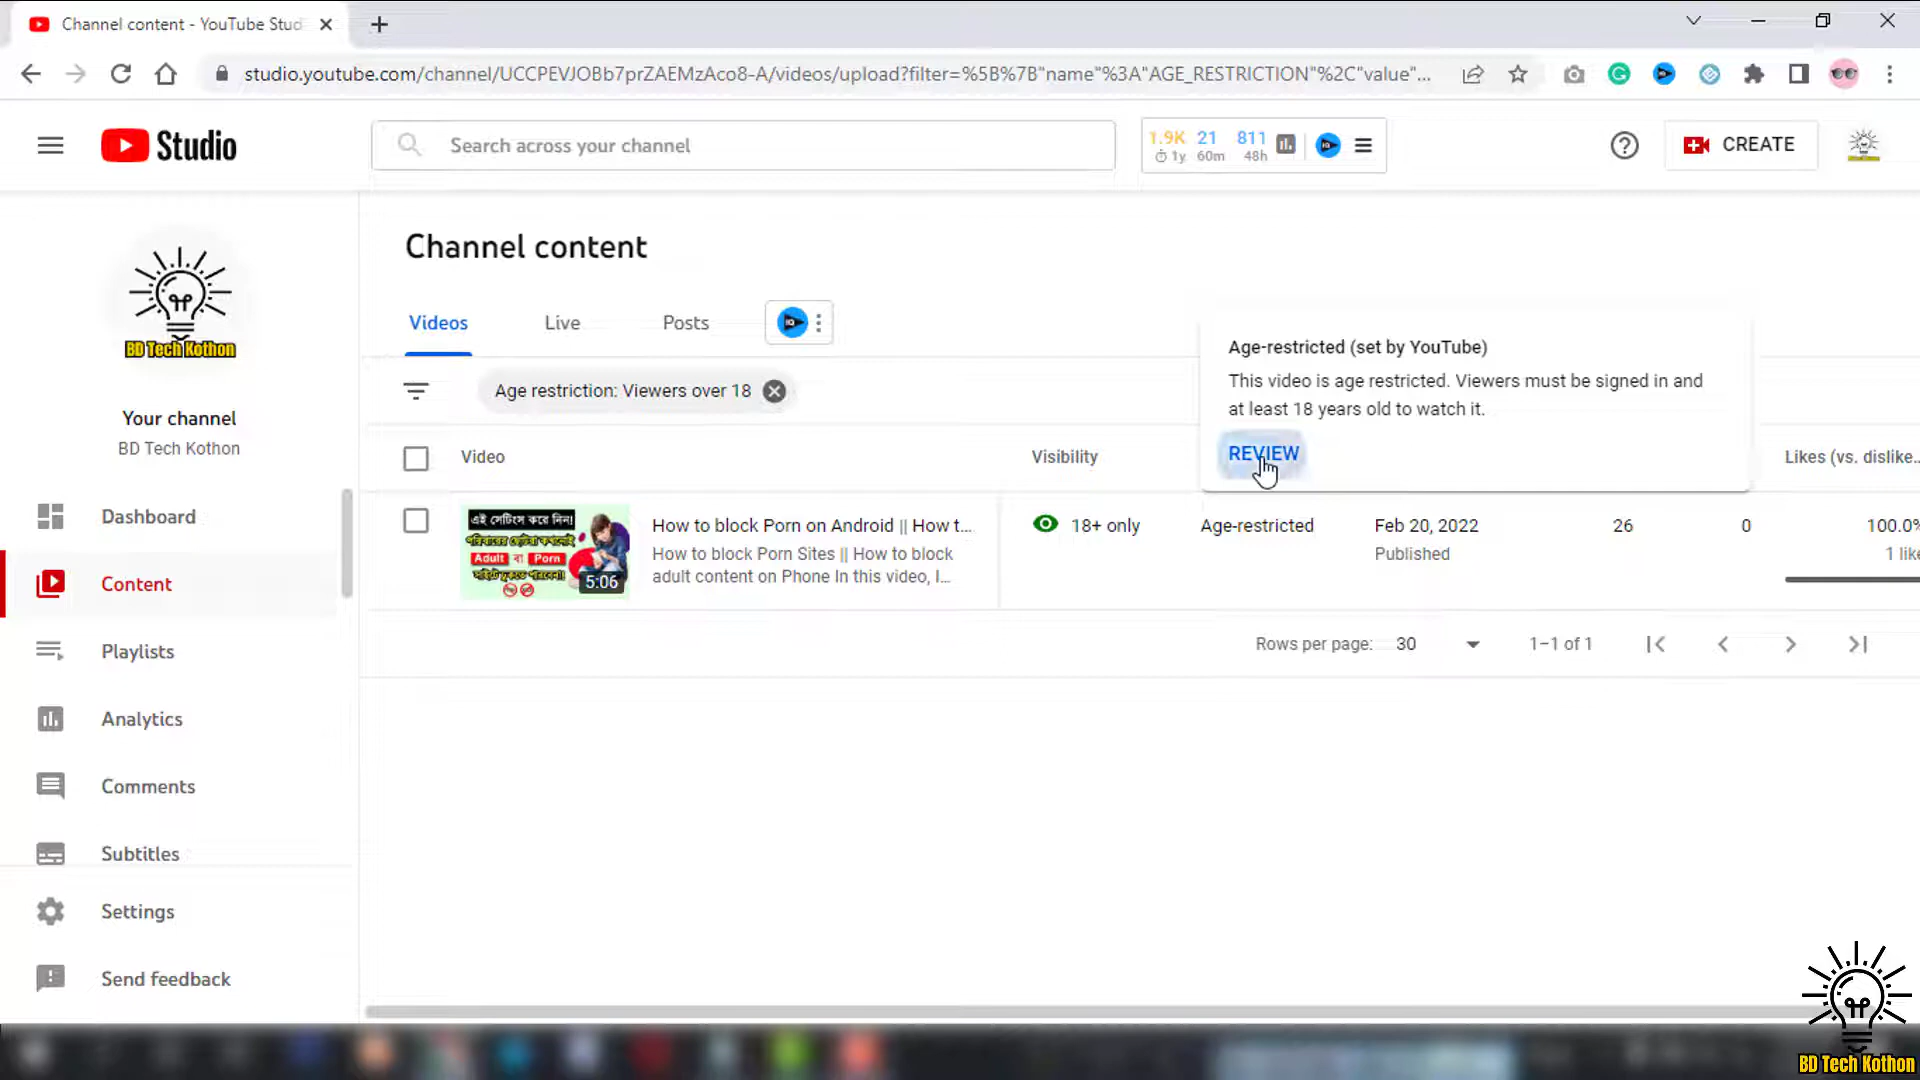 Channel content - YouTube Stud
studio.youtube.com/channel/UCCPEVJOBb7prZAEMzAco8-A/videos/upload?filter=%5B%7B"name"%3A"AGE_RESTRICTION"%2C"value"...
Studio
Search across your channel
1.9K 21 811
1y 60m 48h
CREATE
BD Tech Kothon
Your channel
BD Tech Kothon
Dashboard
Content
Playlists
Analytics
Comments
Subtitles
Settings
Send feedback
Channel content
Videos Live Posts
Age restriction: Viewers over 18
Age-restricted (set by YouTube)
This video is age restricted. Viewers must be signed in and
at least 18 years old to watch it.
REVIEW
Video Visibility Likes (vs. dislike...
এই সেটিংস করে দিন!
Adult বা Porn
5:06
How to block Porn on Android || How t...
How to block Porn Sites || How to block
adult content on Phone In this video, I...
18+ only Age-restricted Feb 20, 2022 26 0 100.0%
Published 1 like
Rows per page: 30 1–1 of 1
BD Tech Kothon